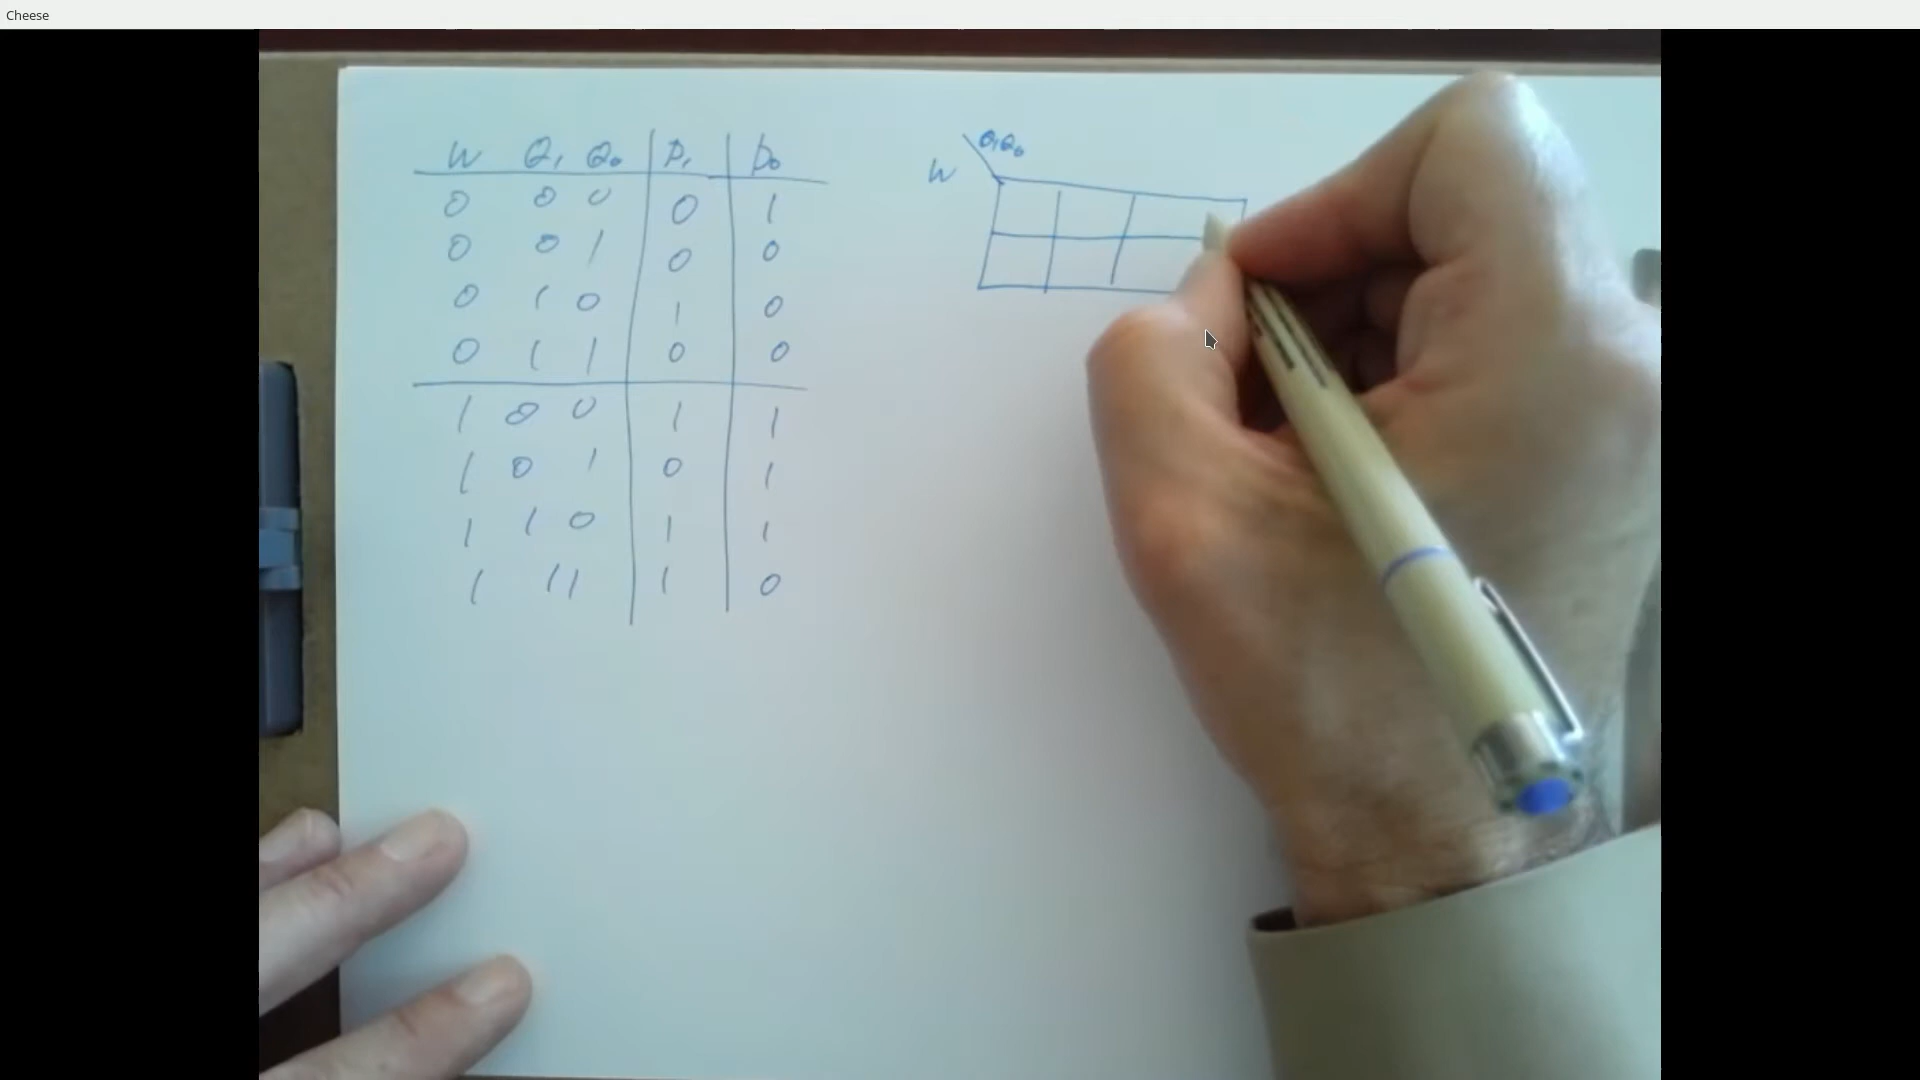 Cheese
W Q₁ Q₀ D₁ D₀
0 0 0 0 1
0 0 1 0 0
0 1 0 1 0
0 1 1 0 0
1 0 0 1 1
1 0 1 0 1
1 1 0 1 1
1 1 1 1 0
Q₁Q₀
W